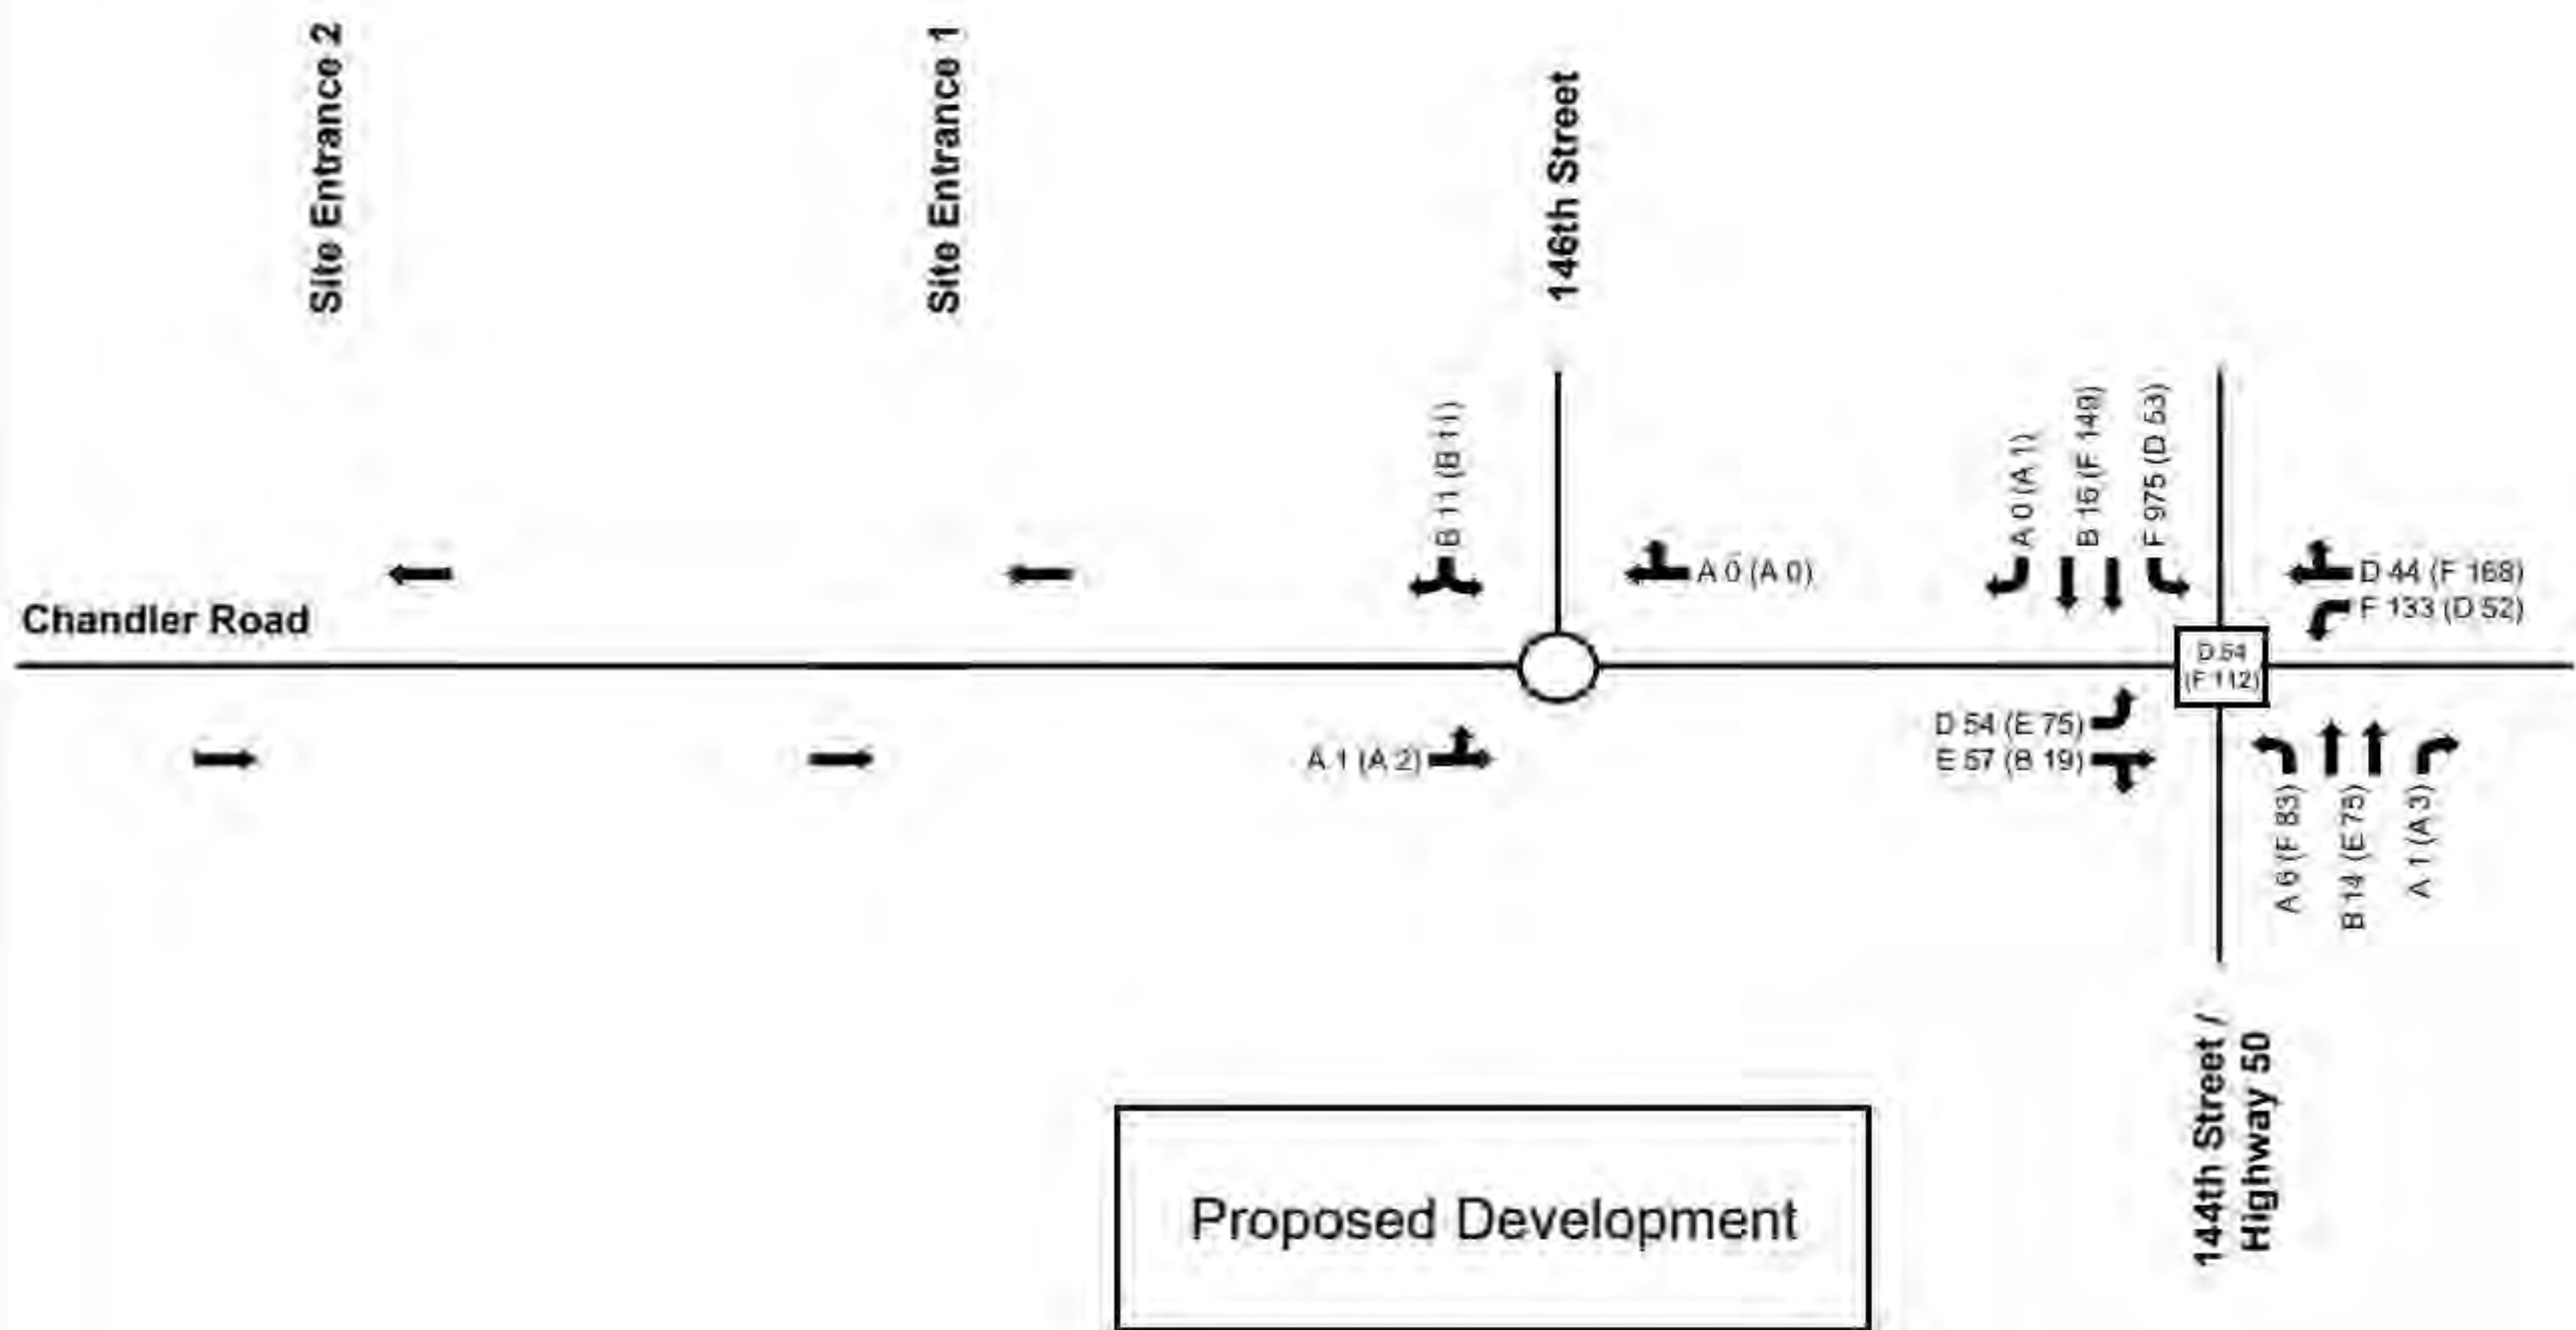 Site Entrance 2
Site Entrance 1
146th Street
B 11 (B 11)
A 0 (A 0)
A 0 (A 1)
B 16 (F 149)
F 975 (D 53)
D 44 (F 168)
F 133 (D 52)
Chandler Road
D 54
(F 112)
A 1 (A 2)
D 54 (E 75)
E 57 (B 19)
A 6 (F 83)
B 14 (E 75)
A 1 (A 3)
144th Street /
Highway 50
Proposed Development